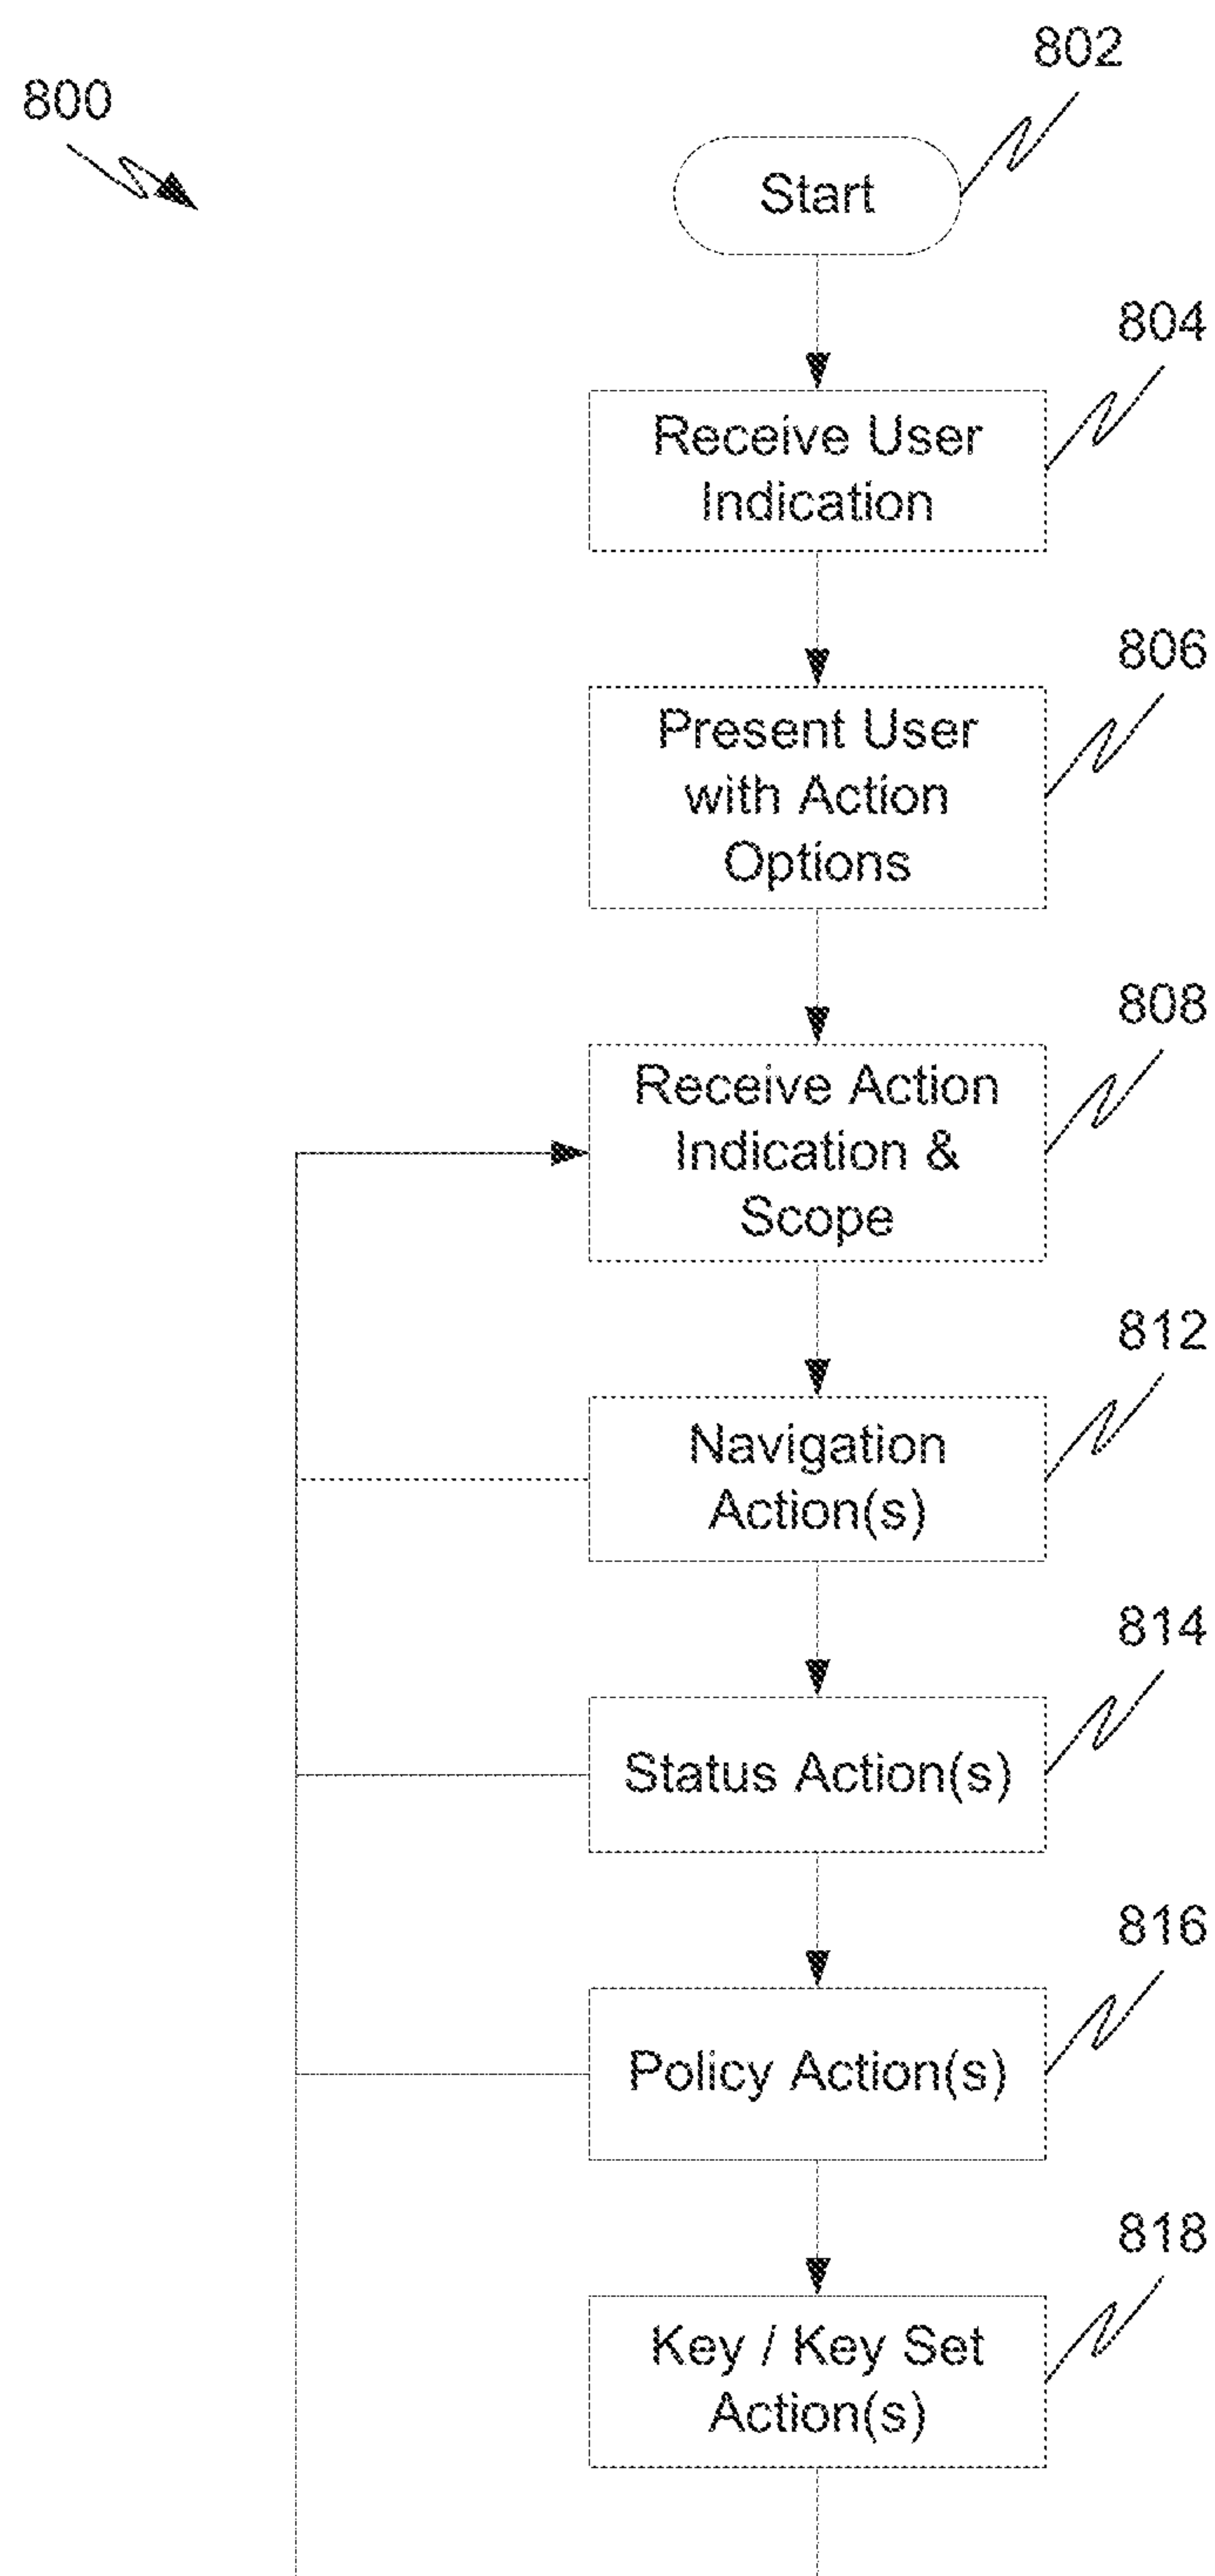 802
800
Start
804
Receive User
Indication
806
Present User
with Action
Options
808
Receive Action
Indication &
Scope
812
Navigation
Action(s)
814
Status Action(s)
816
Policy Action(s)
818
Key / Key Set
Action(s)